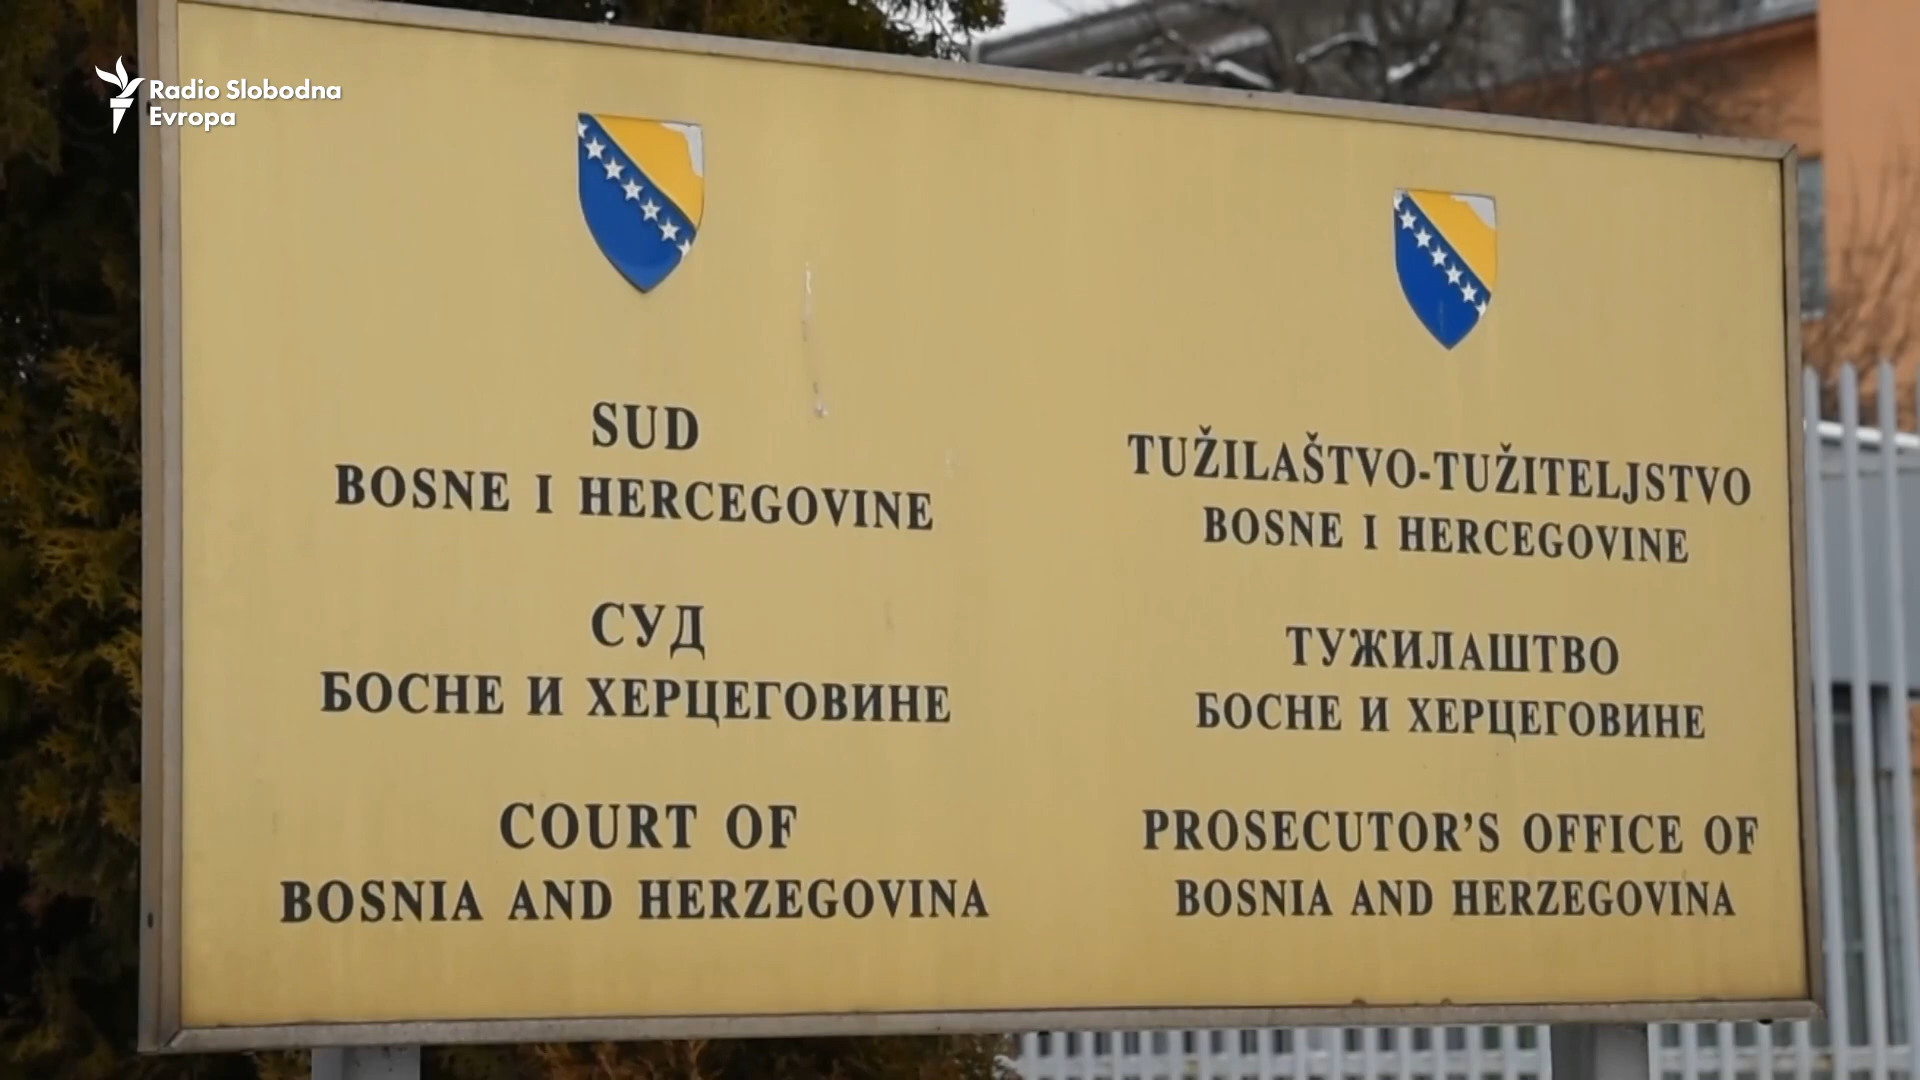 Radio Slobodna
Evropa
SUD
BOSNE I HERCEGOVINE
СУД
БОСНЕ И ХЕРЦЕГОВИНЕ
COURT OF
BOSNIA AND HERZEGOVINA
TUŽILAŠTVO-TUŽITELJSTVO
BOSNE I HERCEGOVINE
ТУЖИЛАШТВО
БОСНЕ И ХЕРЦЕГОВИНЕ
PROSECUTOR'S OFFICE OF
BOSNIA AND HERZEGOVINA